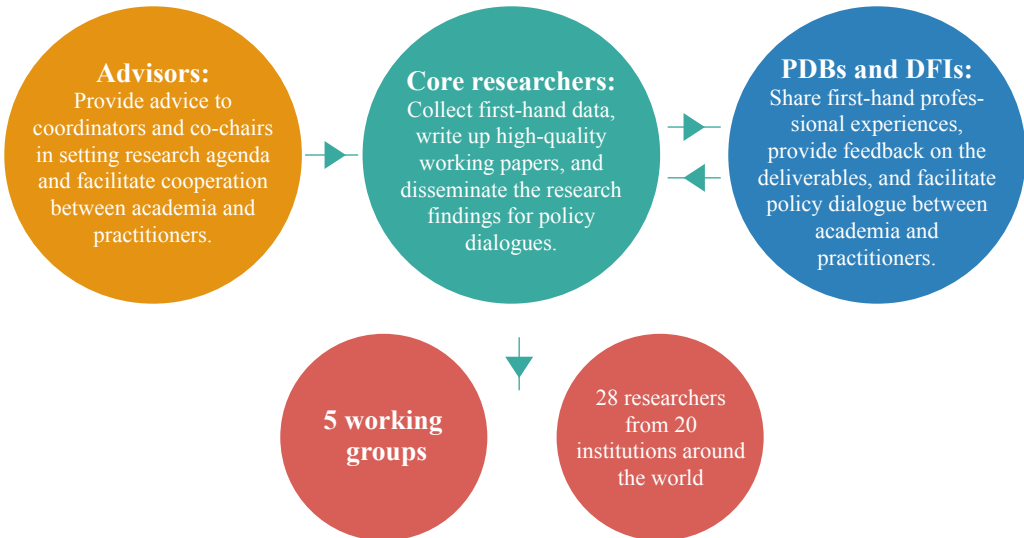 Advisors:
Provide advice to
coordinators and co-chairs
in setting research agenda
and facilitate cooperation
between academia and
practitioners.
Core researchers:
Collect first-hand data,
write up high-quality
working papers, and
disseminate the research
findings for policy
dialogues.
PDBs and DFIs:
Share first-hand profes-
sional experiences,
provide feedback on the
deliverables, and facilitate
policy dialogue between
academia and
practitioners.
5 working
groups
28 researchers
from 20
institutions around
the world